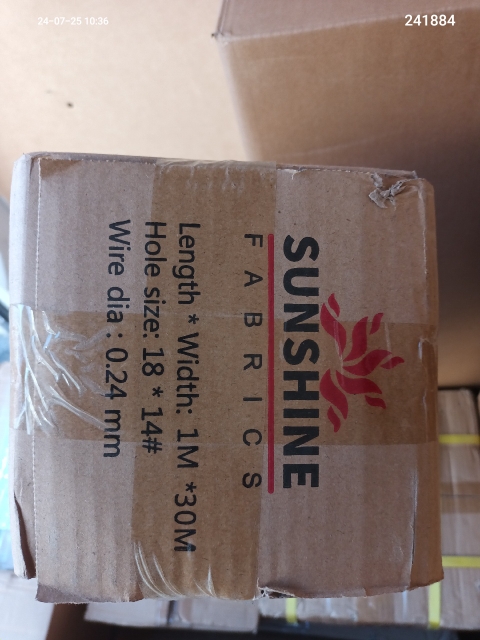 24-07-25 10:36
241884
SUNSHINE
FABRICS
Length * Width: 1M *30M
Hole size: 18 * 14#
Wire dia : 0.24 mm